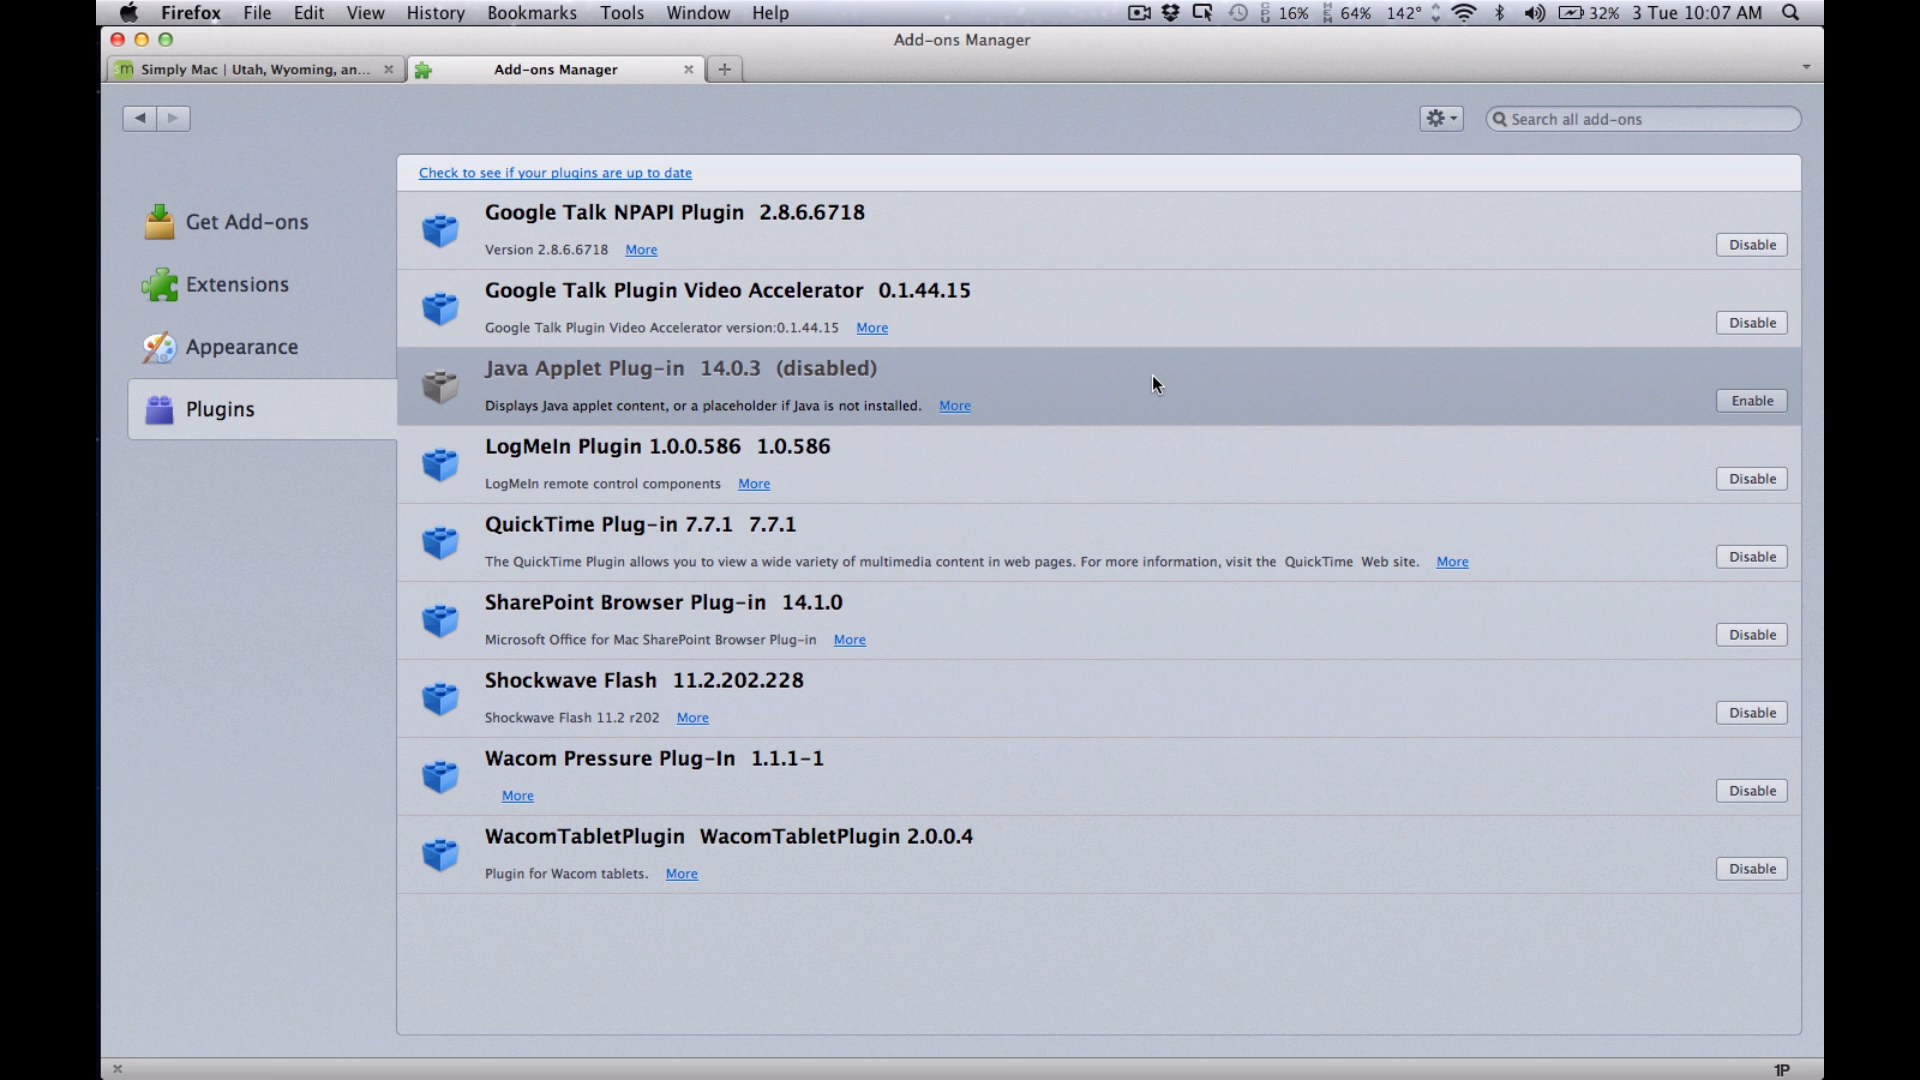 Firefox File Edit View History Bookmarks Tools Window Help 16% 64% 142° 32% 3 Tue 10:07 AM
Add-ons Manager
Simply Mac | Utah, Wyoming, an... Add-ons Manager
Search all add-ons
Check to see if your plugins are up to date
Get Add-ons
Extensions
Appearance
Plugins
Google Talk NPAPI Plugin 2.8.6.6718
Version 2.8.6.6718 More
Disable
Google Talk Plugin Video Accelerator 0.1.44.15
Google Talk Plugin Video Accelerator version:0.1.44.15 More
Disable
Java Applet Plug-in 14.0.3 (disabled)
Displays Java applet content, or a placeholder if Java is not installed. More
Enable
LogMeIn Plugin 1.0.0.586 1.0.586
LogMeIn remote control components More
Disable
QuickTime Plug-in 7.7.1 7.7.1
The QuickTime Plugin allows you to view a wide variety of multimedia content in web pages. For more information, visit the QuickTime Web site. More
Disable
SharePoint Browser Plug-in 14.1.0
Microsoft Office for Mac SharePoint Browser Plug-in More
Disable
Shockwave Flash 11.2.202.228
Shockwave Flash 11.2 r202 More
Disable
Wacom Pressure Plug-In 1.1.1-1
More
Disable
WacomTabletPlugin WacomTabletPlugin 2.0.0.4
Plugin for Wacom tablets. More
Disable
1P